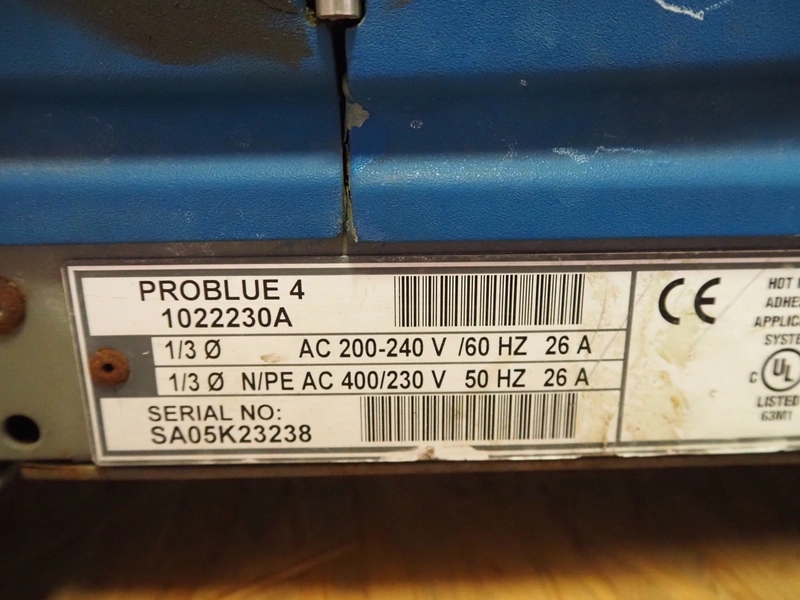 PROBLUE 4
1022230A
1/3 Ø AC 200-240 V /60 HZ 26 A
1/3 Ø N/PE AC 400/230 V 50 HZ 26 A
SERIAL NO:
SA05K23238
CE
HOT
ADHE
APPLICA
SYSTE
C UL
LISTED
63M1